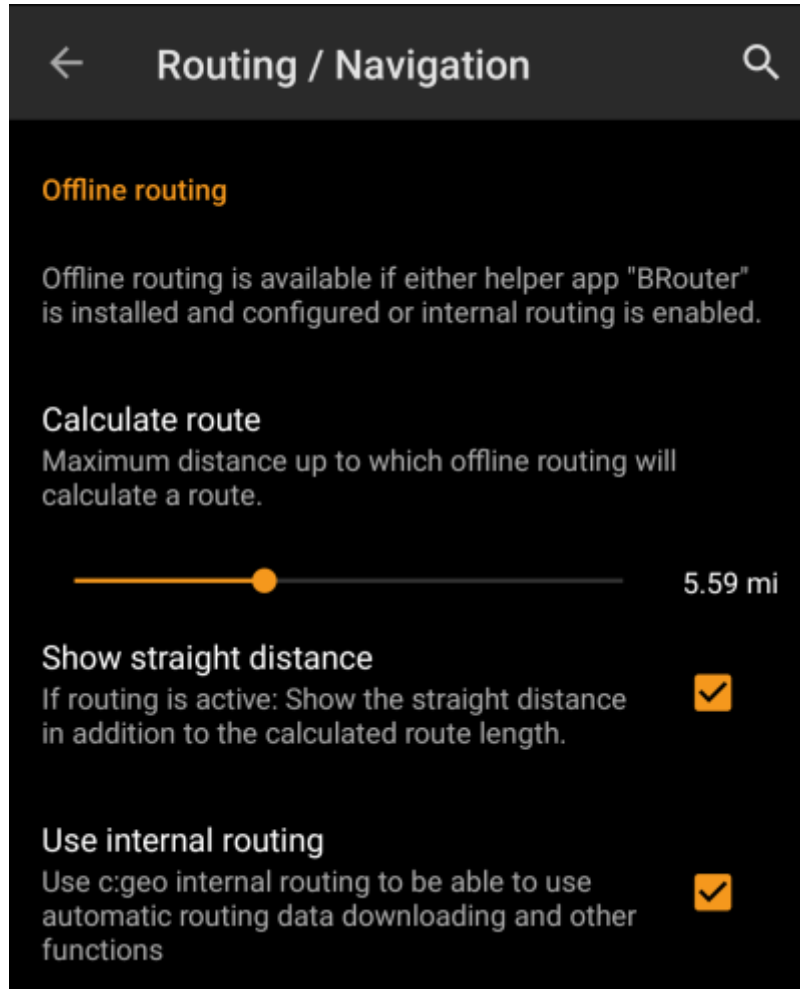 Routing / Navigation
Offline routing
Offline routing is available if either helper app "BRouter"
is installed and configured or internal routing is enabled.
Calculate route
Maximum distance up to which offline routing will
calculate a route.
5.59 mi
Show straight distance
If routing is active: Show the straight distance
in addition to the calculated route length.
Use internal routing
Use c:geo internal routing to be able to use
automatic routing data downloading and other
functions